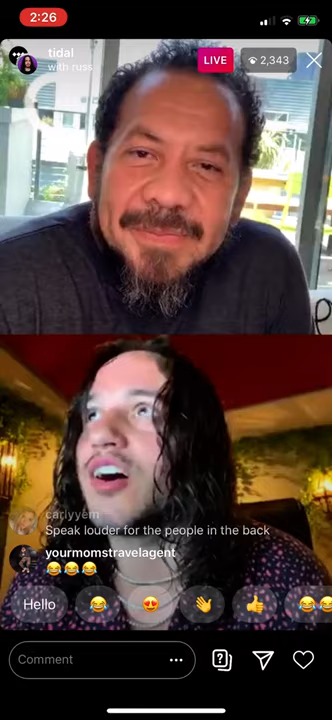 2:26
tidal
with russ
LIVE
2,343
carlyyem
Speak louder for the people in the back
yourmomstravelagent
😂😂😂
Hello
Comment